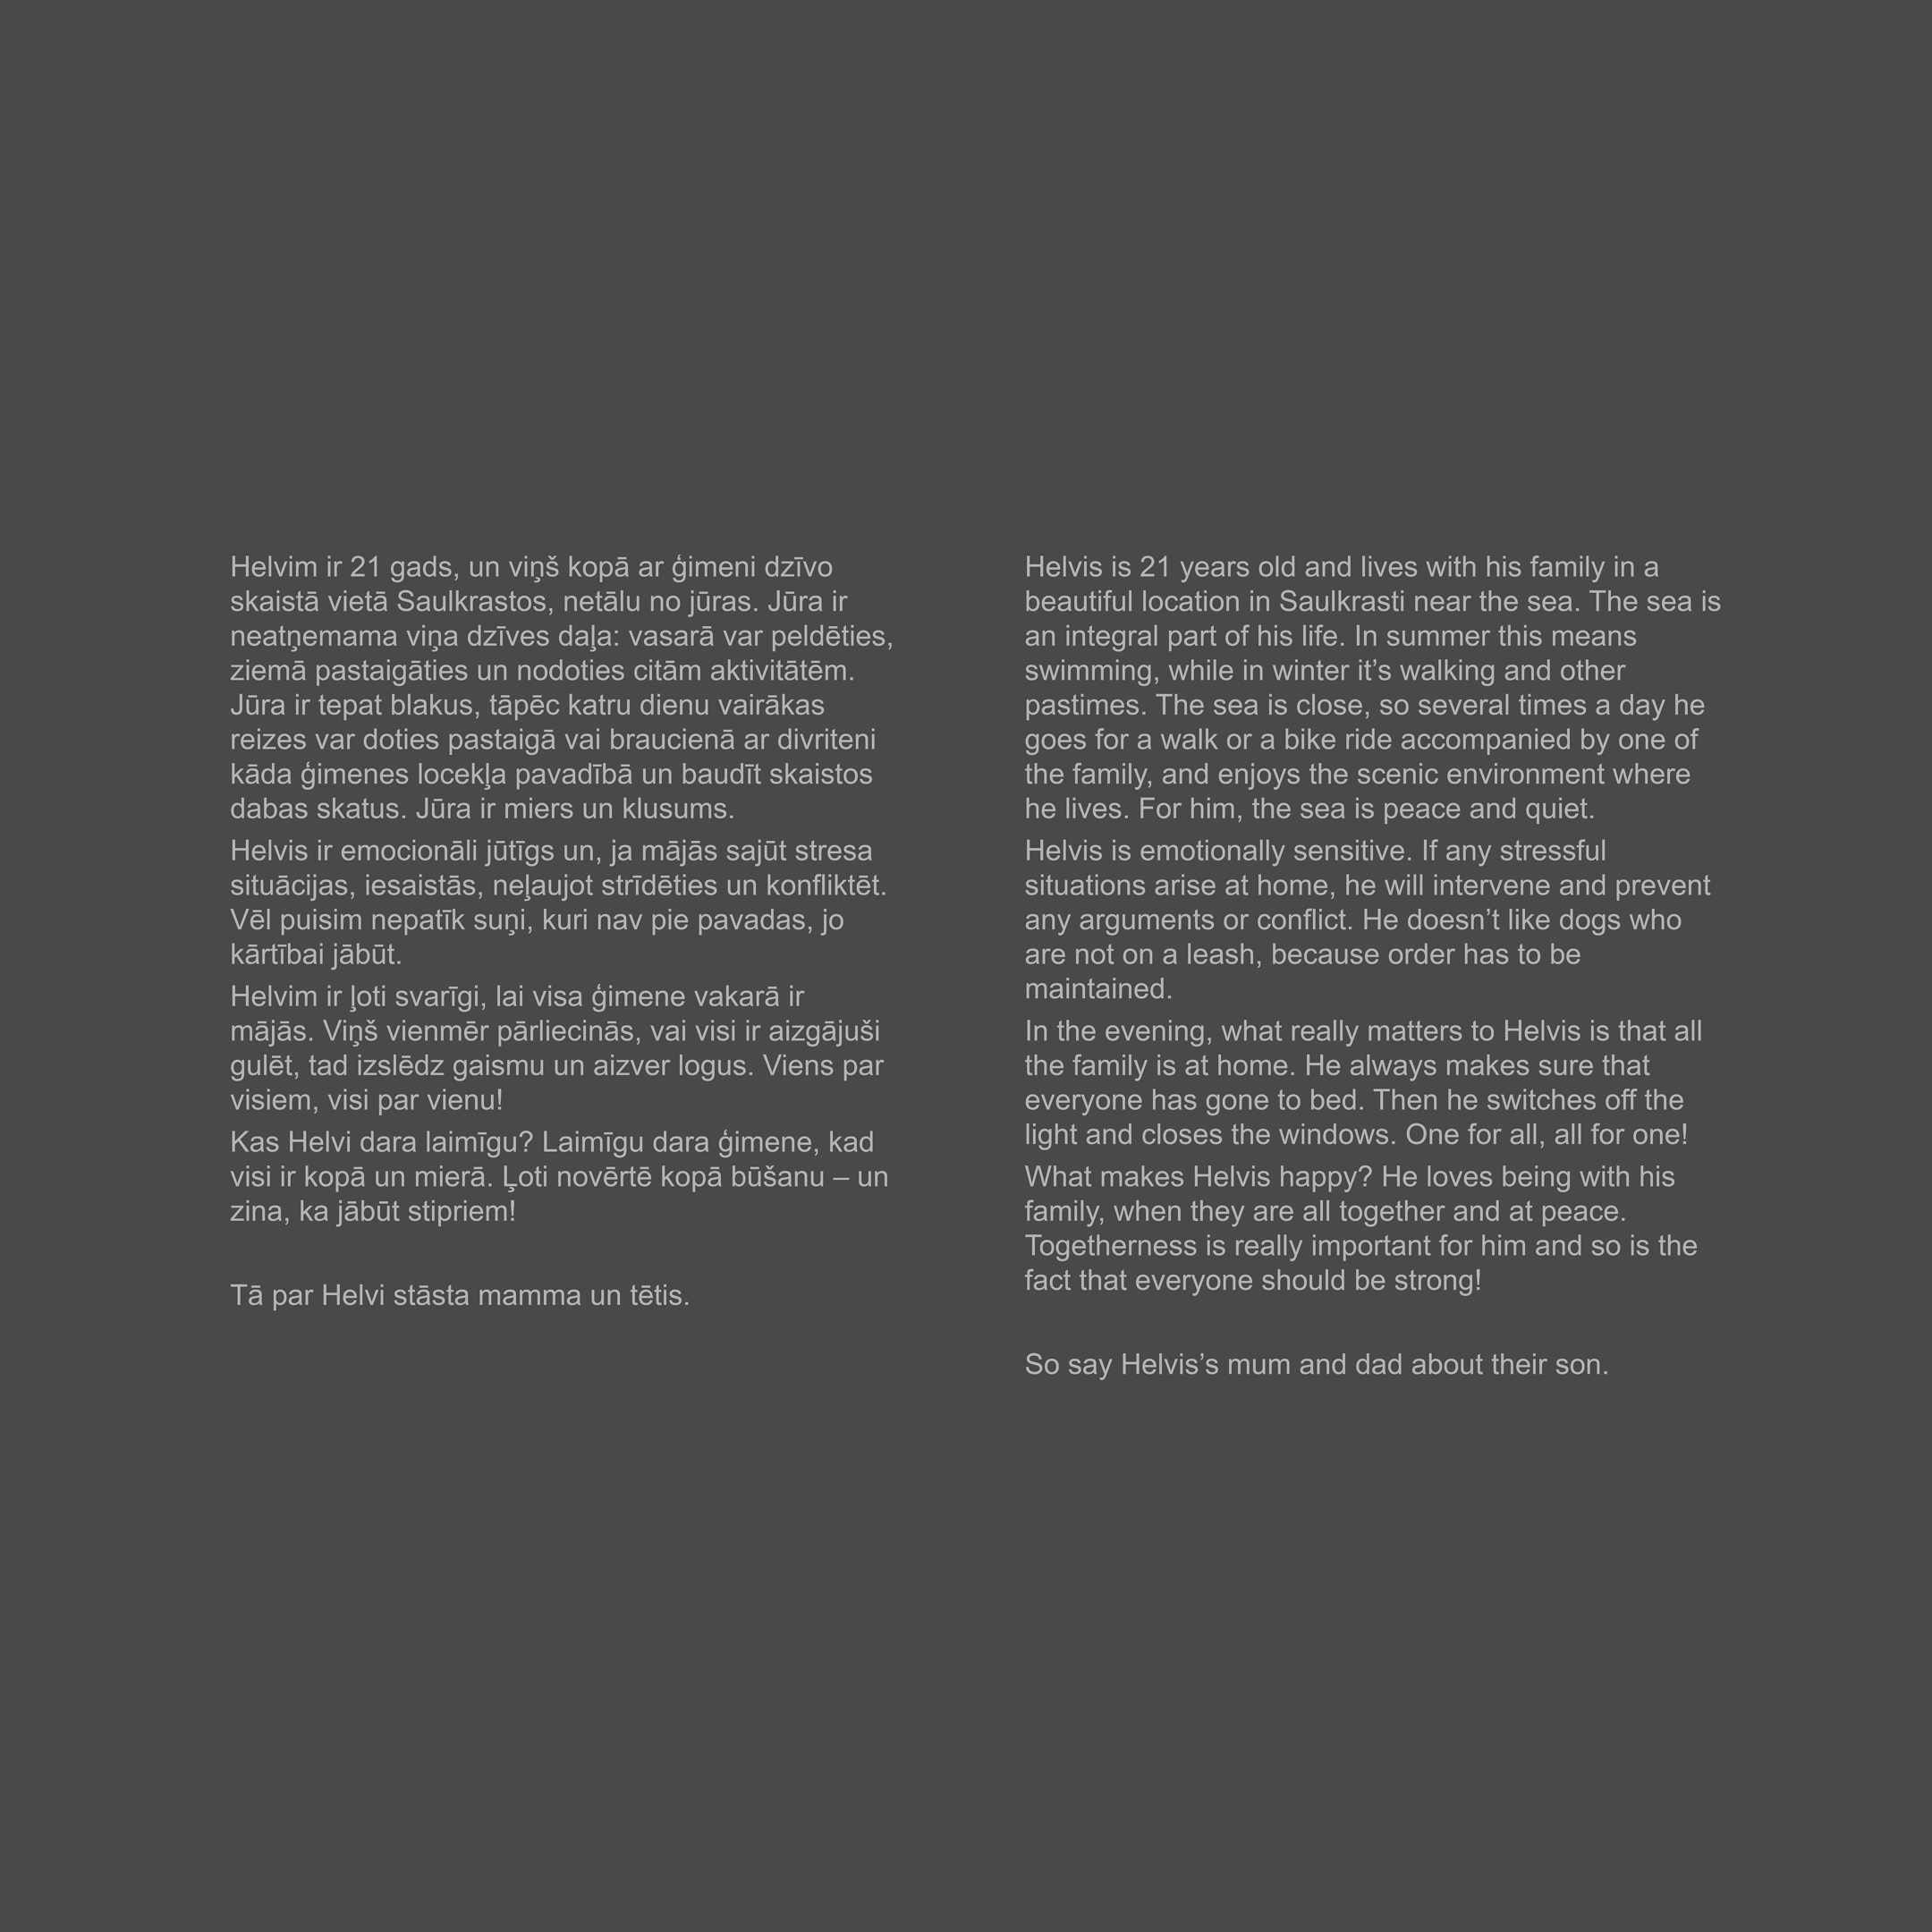 Helvim ir 21 gads, un viņš kopā ar ģimeni dzīvo
skaistā vietā Saulkrastos, netālu no jūras. Jūra ir
neatņemama viņa dzīves daļa: vasarā var peldēties,
ziemā pastaigāties un nodoties citām aktivitātēm.
Jūra ir tepat blakus, tāpēc katru dienu vairākas
reizes var doties pastaigā vai braucienā ar divriteni
kāda ģimenes locekļa pavadībā un baudīt skaistos
dabas skatus. Jūra ir miers un klusums.
Helvis ir emocionāli jūtīgs un, ja mājās sajūt stresa
situācijas, iesaistās, neļaujot strīdēties un konfliktēt.
Vēl puisim nepatīk suņi, kuri nav pie pavadas, jo
kārtībai jābūt.
Helvim ir ļoti svarīgi, lai visa ģimene vakarā ir
mājās. Viņš vienmēr pārliecinās, vai visi ir aizgājuši
gulēt, tad izslēdz gaismu un aizver logus. Viens par
visiem, visi par vienu!
Kas Helvi dara laimīgu? Laimīgu dara ģimene, kad
visi ir kopā un mierā. Ļoti novērtē kopā būšanu – un
zina, ka jābūt stipriem!
Tā par Helvi stāsta mamma un tētis.
Helvis is 21 years old and lives with his family in a
beautiful location in Saulkrasti near the sea. The sea is
an integral part of his life. In summer this means
swimming, while in winter it’s walking and other
pastimes. The sea is close, so several times a day he
goes for a walk or a bike ride accompanied by one of
the family, and enjoys the scenic environment where
he lives. For him, the sea is peace and quiet.
Helvis is emotionally sensitive. If any stressful
situations arise at home, he will intervene and prevent
any arguments or conflict. He doesn’t like dogs who
are not on a leash, because order has to be
maintained.
In the evening, what really matters to Helvis is that all
the family is at home. He always makes sure that
everyone has gone to bed. Then he switches off the
light and closes the windows. One for all, all for one!
What makes Helvis happy? He loves being with his
family, when they are all together and at peace.
Togetherness is really important for him and so is the
fact that everyone should be strong!
So say Helvis’s mum and dad about their son.